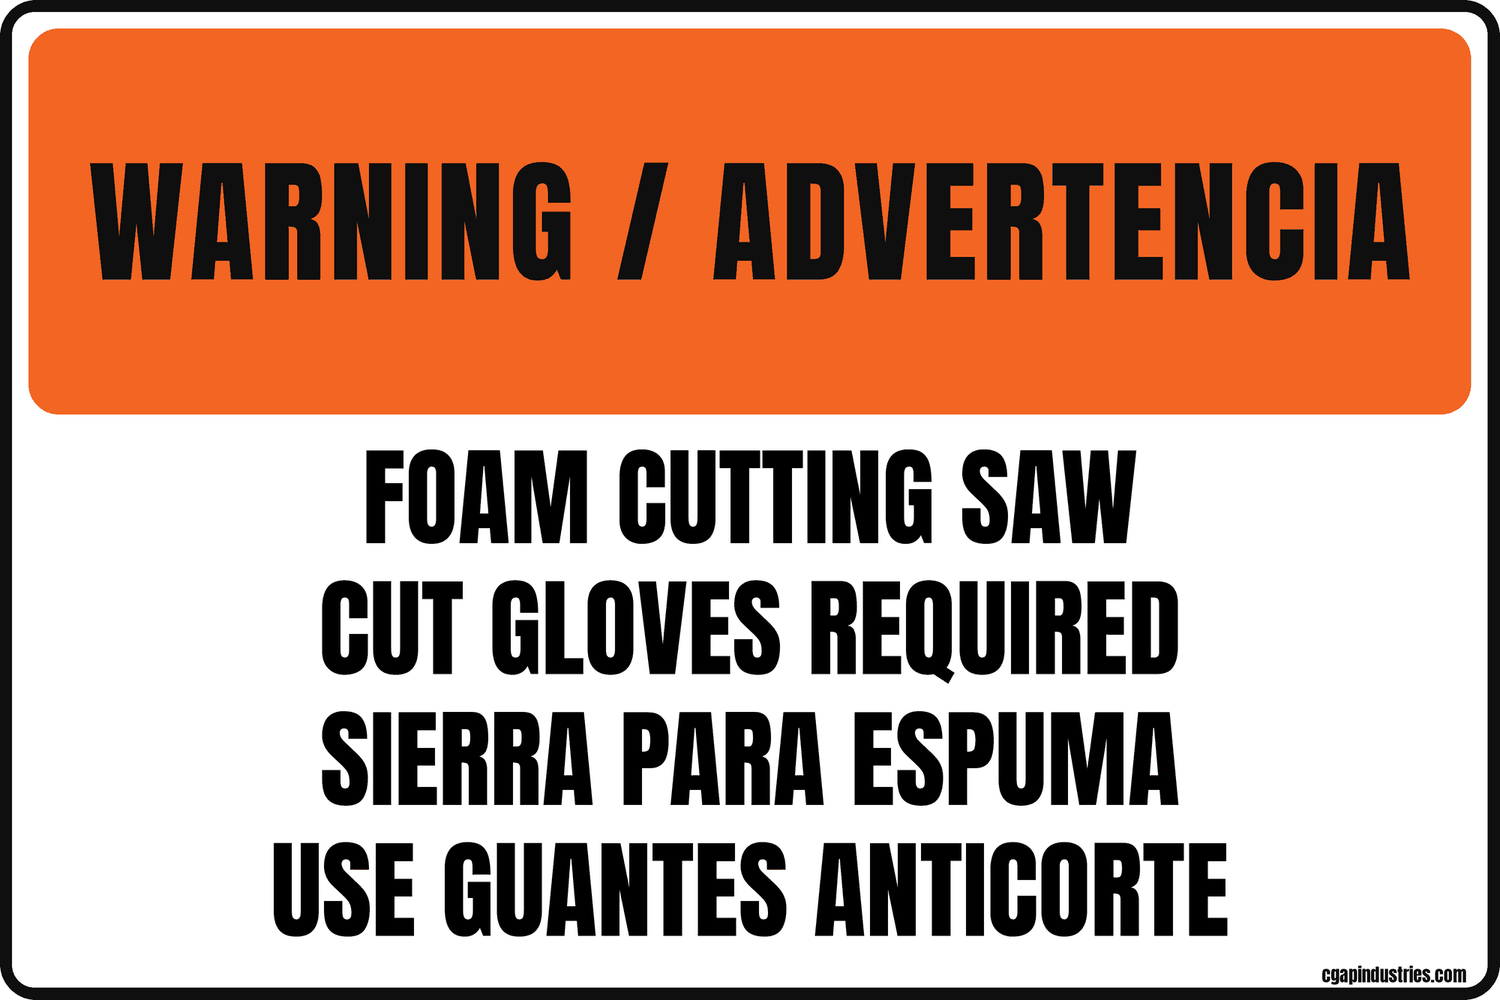 WARNING / ADVERTENCIA
FOAM CUTTING SAW
CUT GLOVES REQUIRED
SIERRA PARA ESPUMA
USE GUANTES ANTICORTE
cgapindustries.com